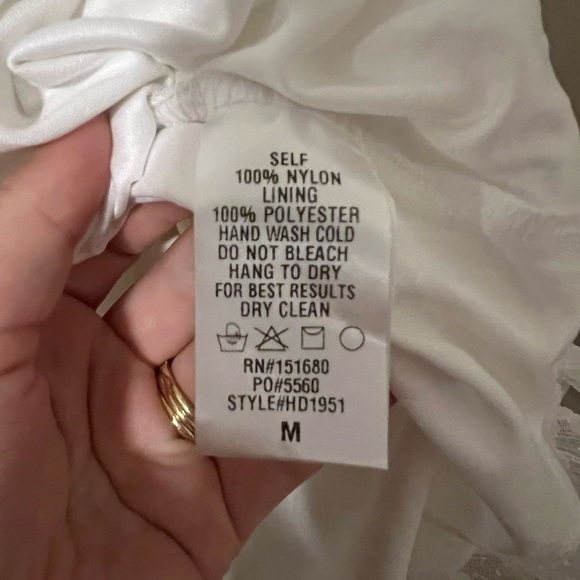 SELF
100% NYLON
LINING
100% POLYESTER
HAND WASH COLD
DO NOT BLEACH
HANG TO DRY
FOR BEST RESULTS
DRY CLEAN
RN#151680
PO#5560
STYLE#HD1951
M